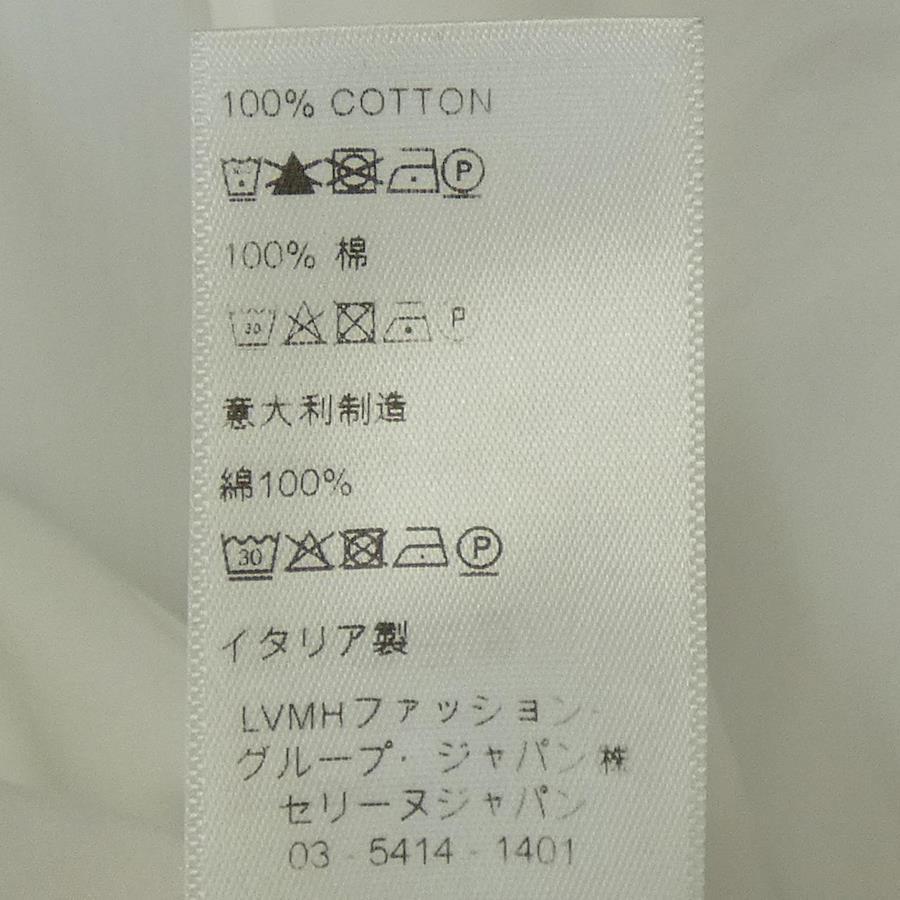 100% COTTON
P
100% 棉
30
P
意大利制造
綿100%
30
P
イタリア製
LVMHファッション
グループ・ジャパン 株
セリーヌジャパン
03 - 5414 - 1401